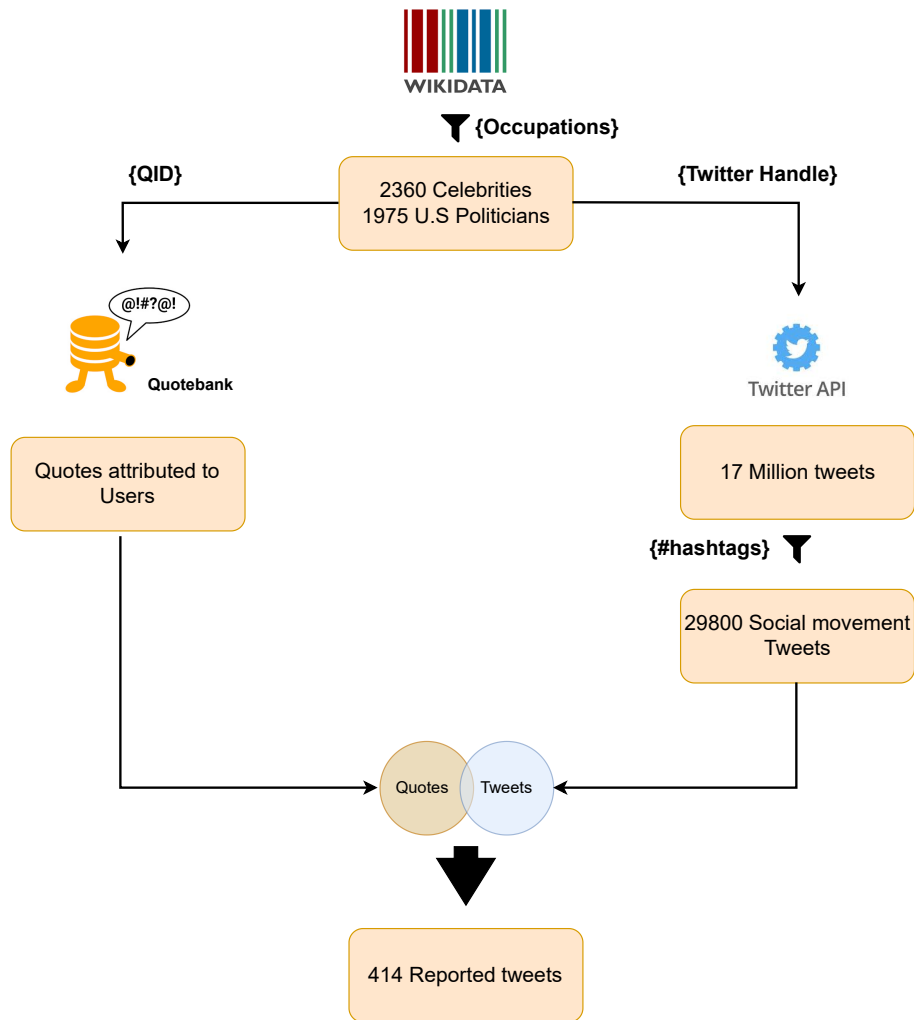 WIKIDATA
{Occupations}
{QID}
2360 Celebrities
1975 U.S Politicians
{Twitter Handle}
@!#?@!
Quotebank
Twitter API
Quotes attributed to
Users
17 Million tweets
{#hashtags}
29800 Social movement
Tweets
Quotes
Tweets
414 Reported tweets